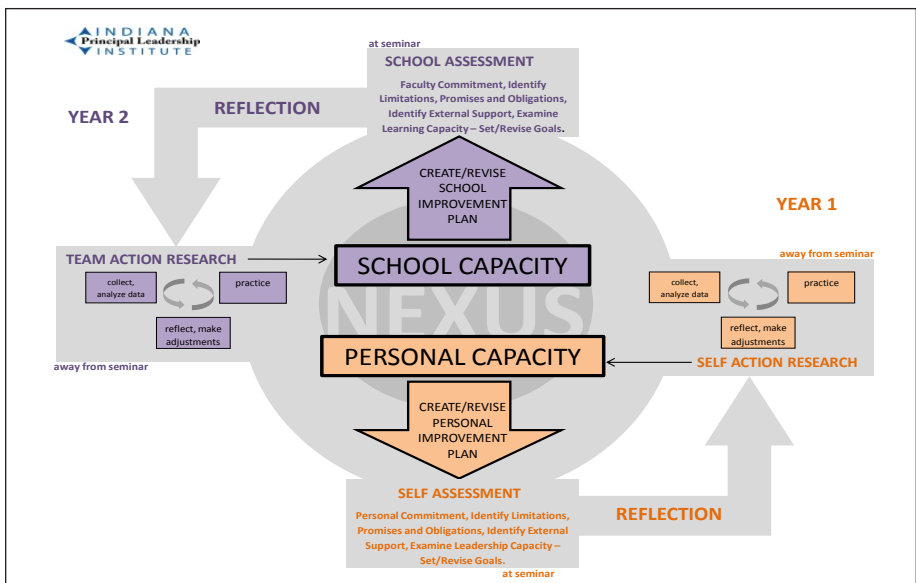 INDIANA
Principal Leadership
INSTITUTE
at seminar
SCHOOL ASSESSMENT
Faculty Commitment, Identify
Limitations, Promises and Obligations,
Identify External Support, Examine
Learning Capacity – Set/Revise Goals.
REFLECTION
YEAR 2
CREATE/REVISE
SCHOOL
IMPROVEMENT
PLAN
YEAR 1
TEAM ACTION RESEARCH
collect,
analyze data
practice
reflect, make
adjustments
away from seminar
SCHOOL CAPACITY
NEXUS
PERSONAL CAPACITY
away from seminar
collect,
analyze data
practice
reflect, make
adjustments
SELF ACTION RESEARCH
CREATE/REVISE
PERSONAL
IMPROVEMENT
PLAN
SELF ASSESSMENT
Personal Commitment, Identify Limitations,
Promises and Obligations, Identify External
Support, Examine Leadership Capacity –
Set/Revise Goals.
at seminar
REFLECTION